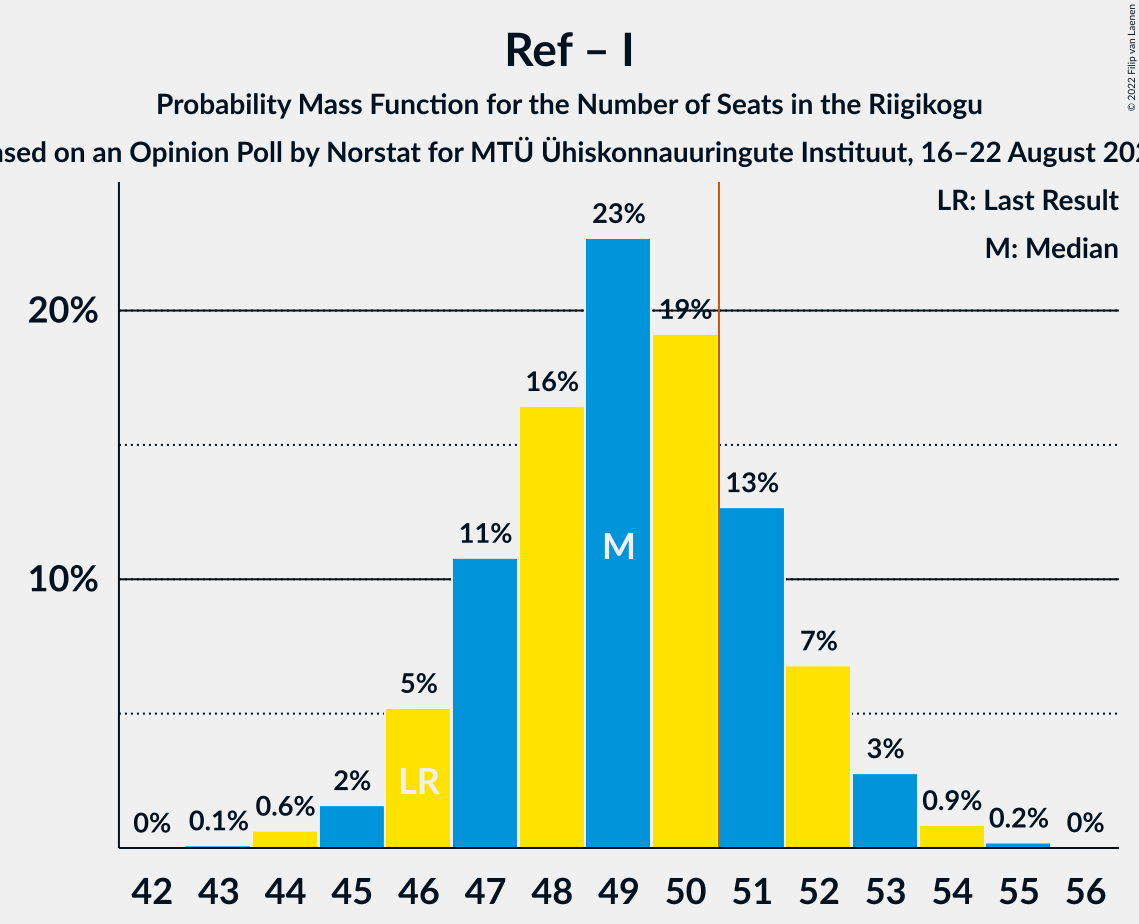 Ref – I
Probability Mass Function for the Number of Seats in the Riigikogu
on an Opinion Poll by Norstat for MTÜ Ühiskonnauuringute Instituut, 16–22 August
© 2022 Filip van Laenen
LR: Last Result
M: Median
23%
20%
19%
16%
13%
11%
M
10%
7%
5%
3%
LR
2%
0.6%
0.9%
0%
0.1%
0.2%
0%
42 43 44 45 46 47 48 49 50 51 52 53 54 55 56